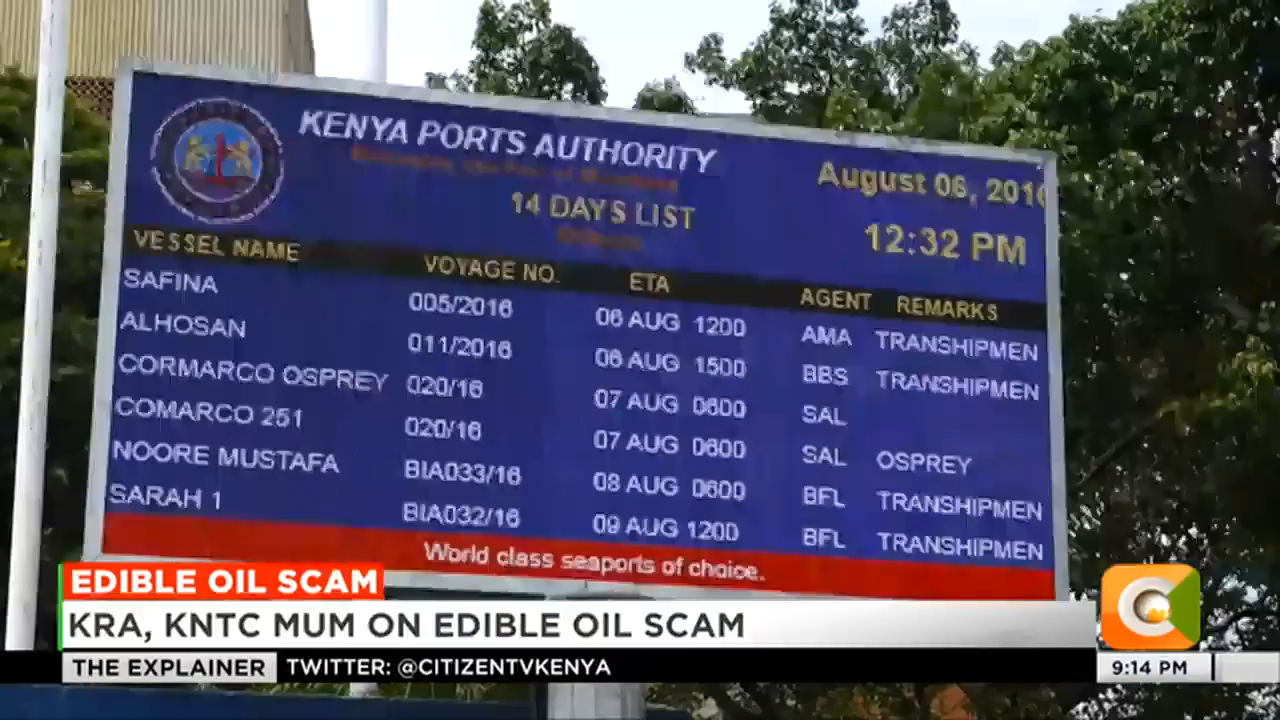 KENYA PORTS AUTHORITY
August 06, 2016
14 DAYS LIST
12:32 PM
VESSEL NAME VOYAGE NO. ETA AGENT REMARKS
SAFINA 005/2016 06 AUG 1200 AMA TRANSHIPMEN
ALHOSAN 011/2016 06 AUG 1500 BBS TRANSHIPMEN
CORMARCO OSPREY 020/16 07 AUG 0600 SAL
COMARCO 251 020/16 07 AUG 0600 SAL OSPREY
NOORE MUSTAFA BIA033/16 08 AUG 0600 BFL TRANSHIPMEN
SARAH 1 BIA032/16 09 AUG 1200 BFL TRANSHIPMEN
World class seaports of choice.
EDIBLE OIL SCAM
KRA, KNTC MUM ON EDIBLE OIL SCAM
THE EXPLAINER TWITTER: @CITIZENTVKENYA 9:14 PM